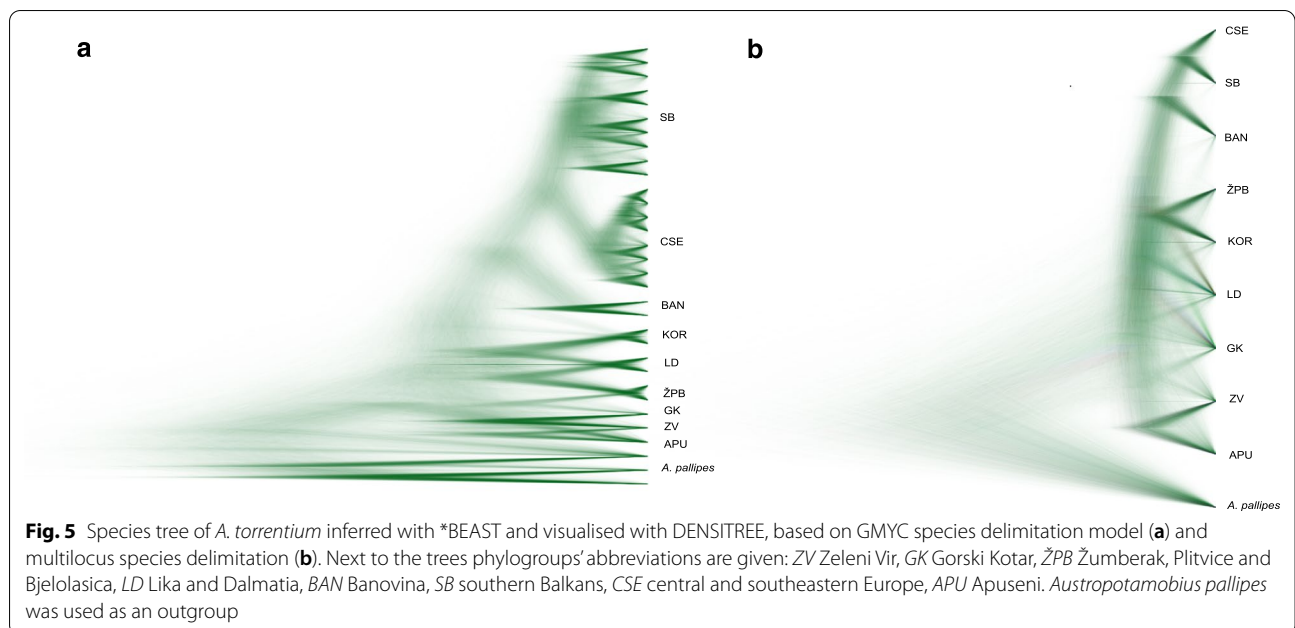 a
b
SB
CSE
BAN
KOR
LD
ŽPB
GK
ZV
APU
A. pallipes
CSE
SB
BAN
ŽPB
KOR
LD
GK
ZV
APU
A. pallipes
Fig. 5 Species tree of A. torrentium inferred with *BEAST and visualised with DENSITREE, based on GMYC species delimitation model (a) and
multilocus species delimitation (b). Next to the trees phylogroups' abbreviations are given: ZV Zeleni Vir, GK Gorski Kotar, ŽPB Žumberak, Plitvice and
Bjelolasica, LD Lika and Dalmatia, BAN Banovina, SB southern Balkans, CSE central and southeastern Europe, APU Apuseni. Austropotamobius pallipes
was used as an outgroup